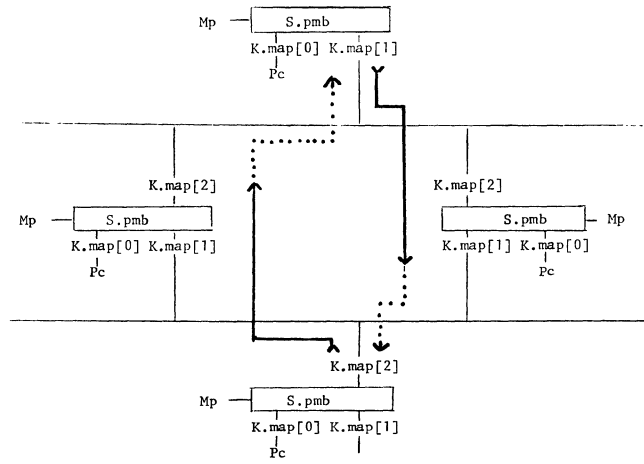 Mp S.pmb
K.map[0] K.map[1]
Pc
K.map[2] K.map[2]
Mp S.pmb S.pmb Mp
K.map[0] K.map[1] K.map[1] K.map[0]
Pc Pc
K.map[2]
Mp S.pmb
K.map[0] K.map[1]
Pc